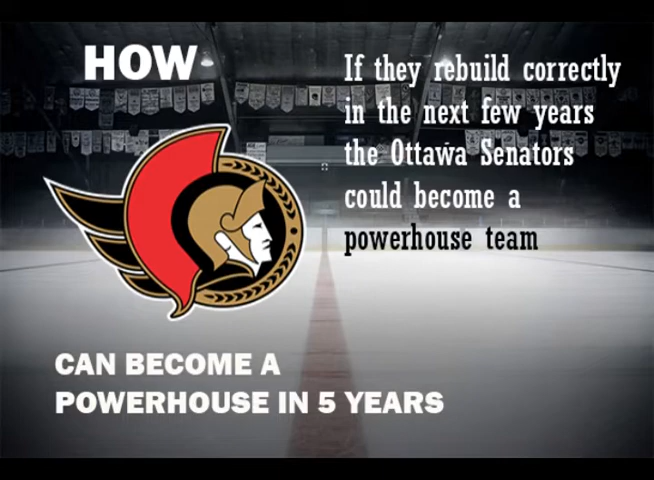 HOW
CAN BECOME A
POWERHOUSE IN 5 YEARS
If they rebuild correctly
in the next few years
the Ottawa Senators
could become a
powerhouse team